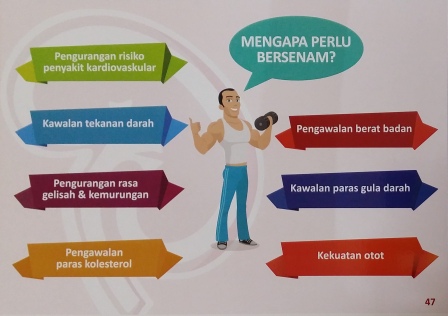 MENGAPA PERLU
BERSENAM?
Pengurangan risiko
penyakit kardiovaskular
Kawalan tekanan darah
Pengurangan rasa
gelisah & kemurungan
Pengawalan
paras kolesterol
Pengawalan berat badan
Kawalan paras gula darah
Kekuatan otot
47